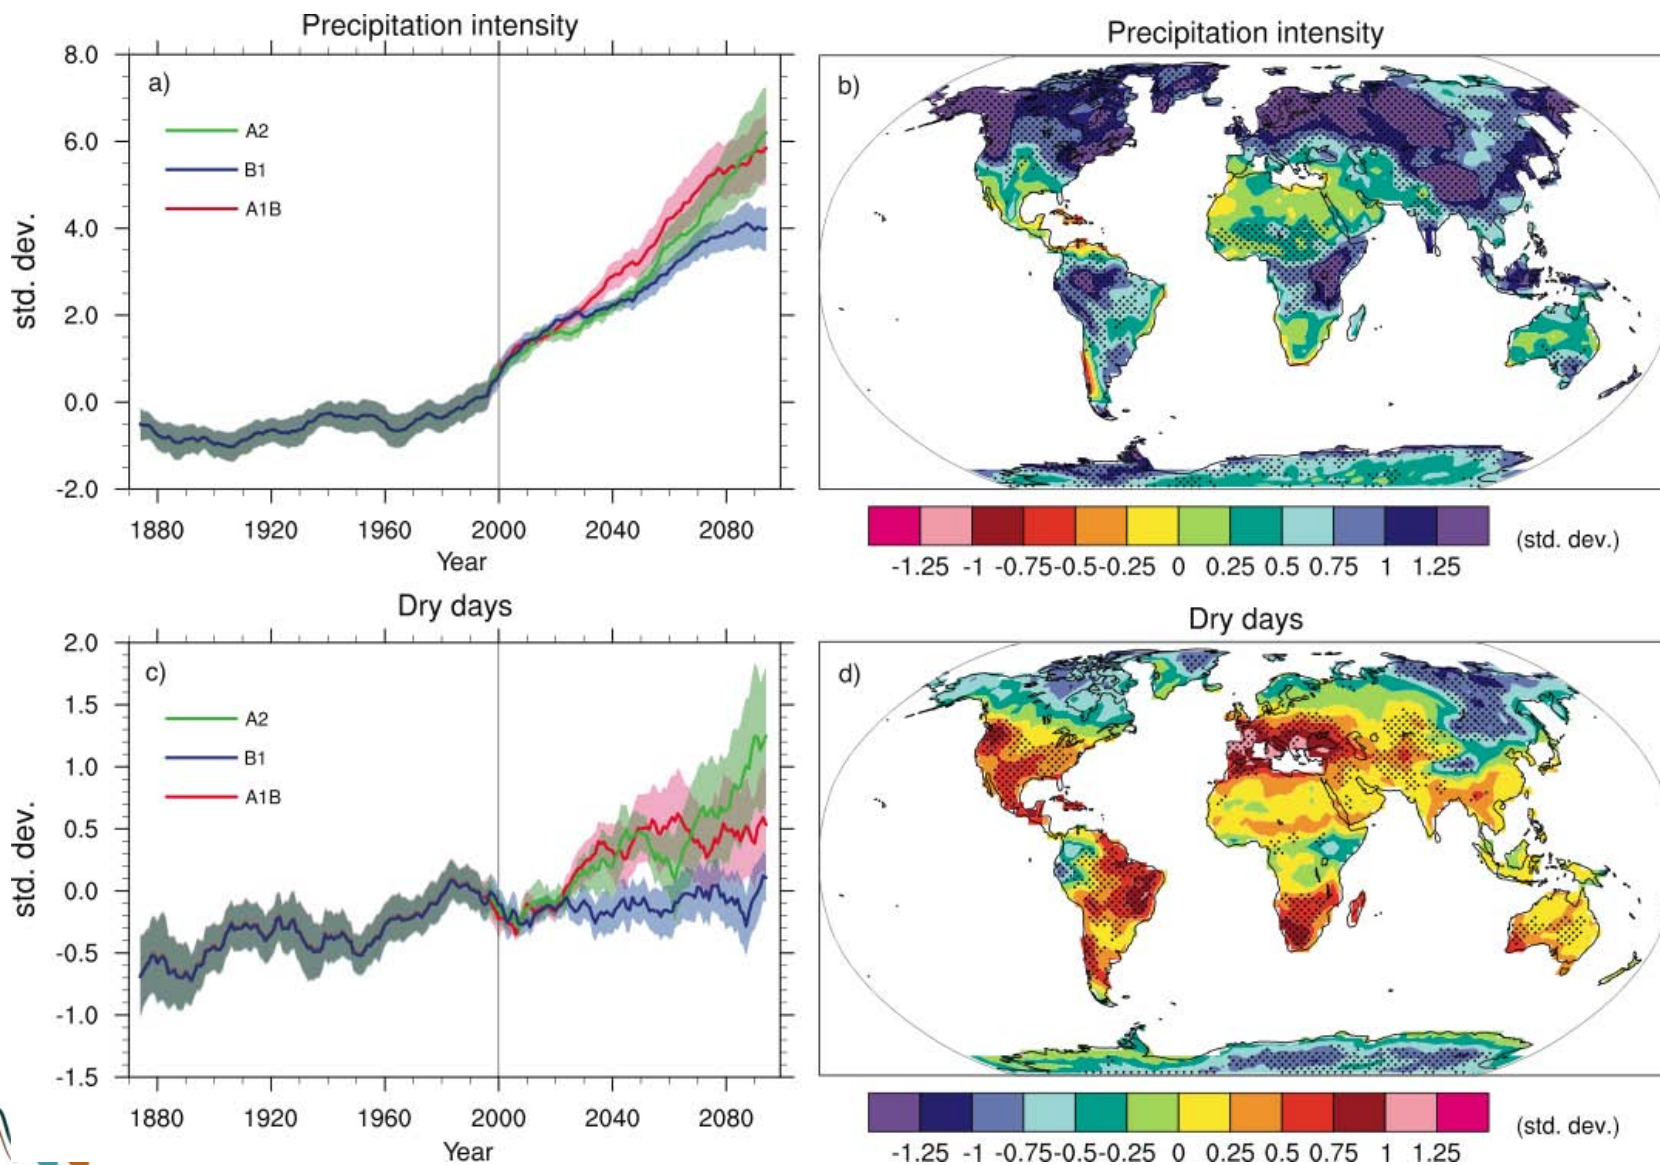 Precipitation intensity
a)
8.0
6.0
4.0
2.0
0.0
-2.0
std. dev.
A2
B1
A1B
1880 1920 1960 2000 2040 2080
Year
Precipitation intensity
b)
-1.25 -1 -0.75 -0.5 -0.25 0 0.25 0.5 0.75 1 1.25
(std. dev.)
Dry days
c)
2.0
1.5
1.0
0.5
0.0
-0.5
-1.0
-1.5
std. dev.
A2
B1
A1B
1880 1920 1960 2000 2040 2080
Year
Dry days
d)
-1.25 -1 -0.75 -0.5 -0.25 0 0.25 0.5 0.75 1 1.25
(std. dev.)